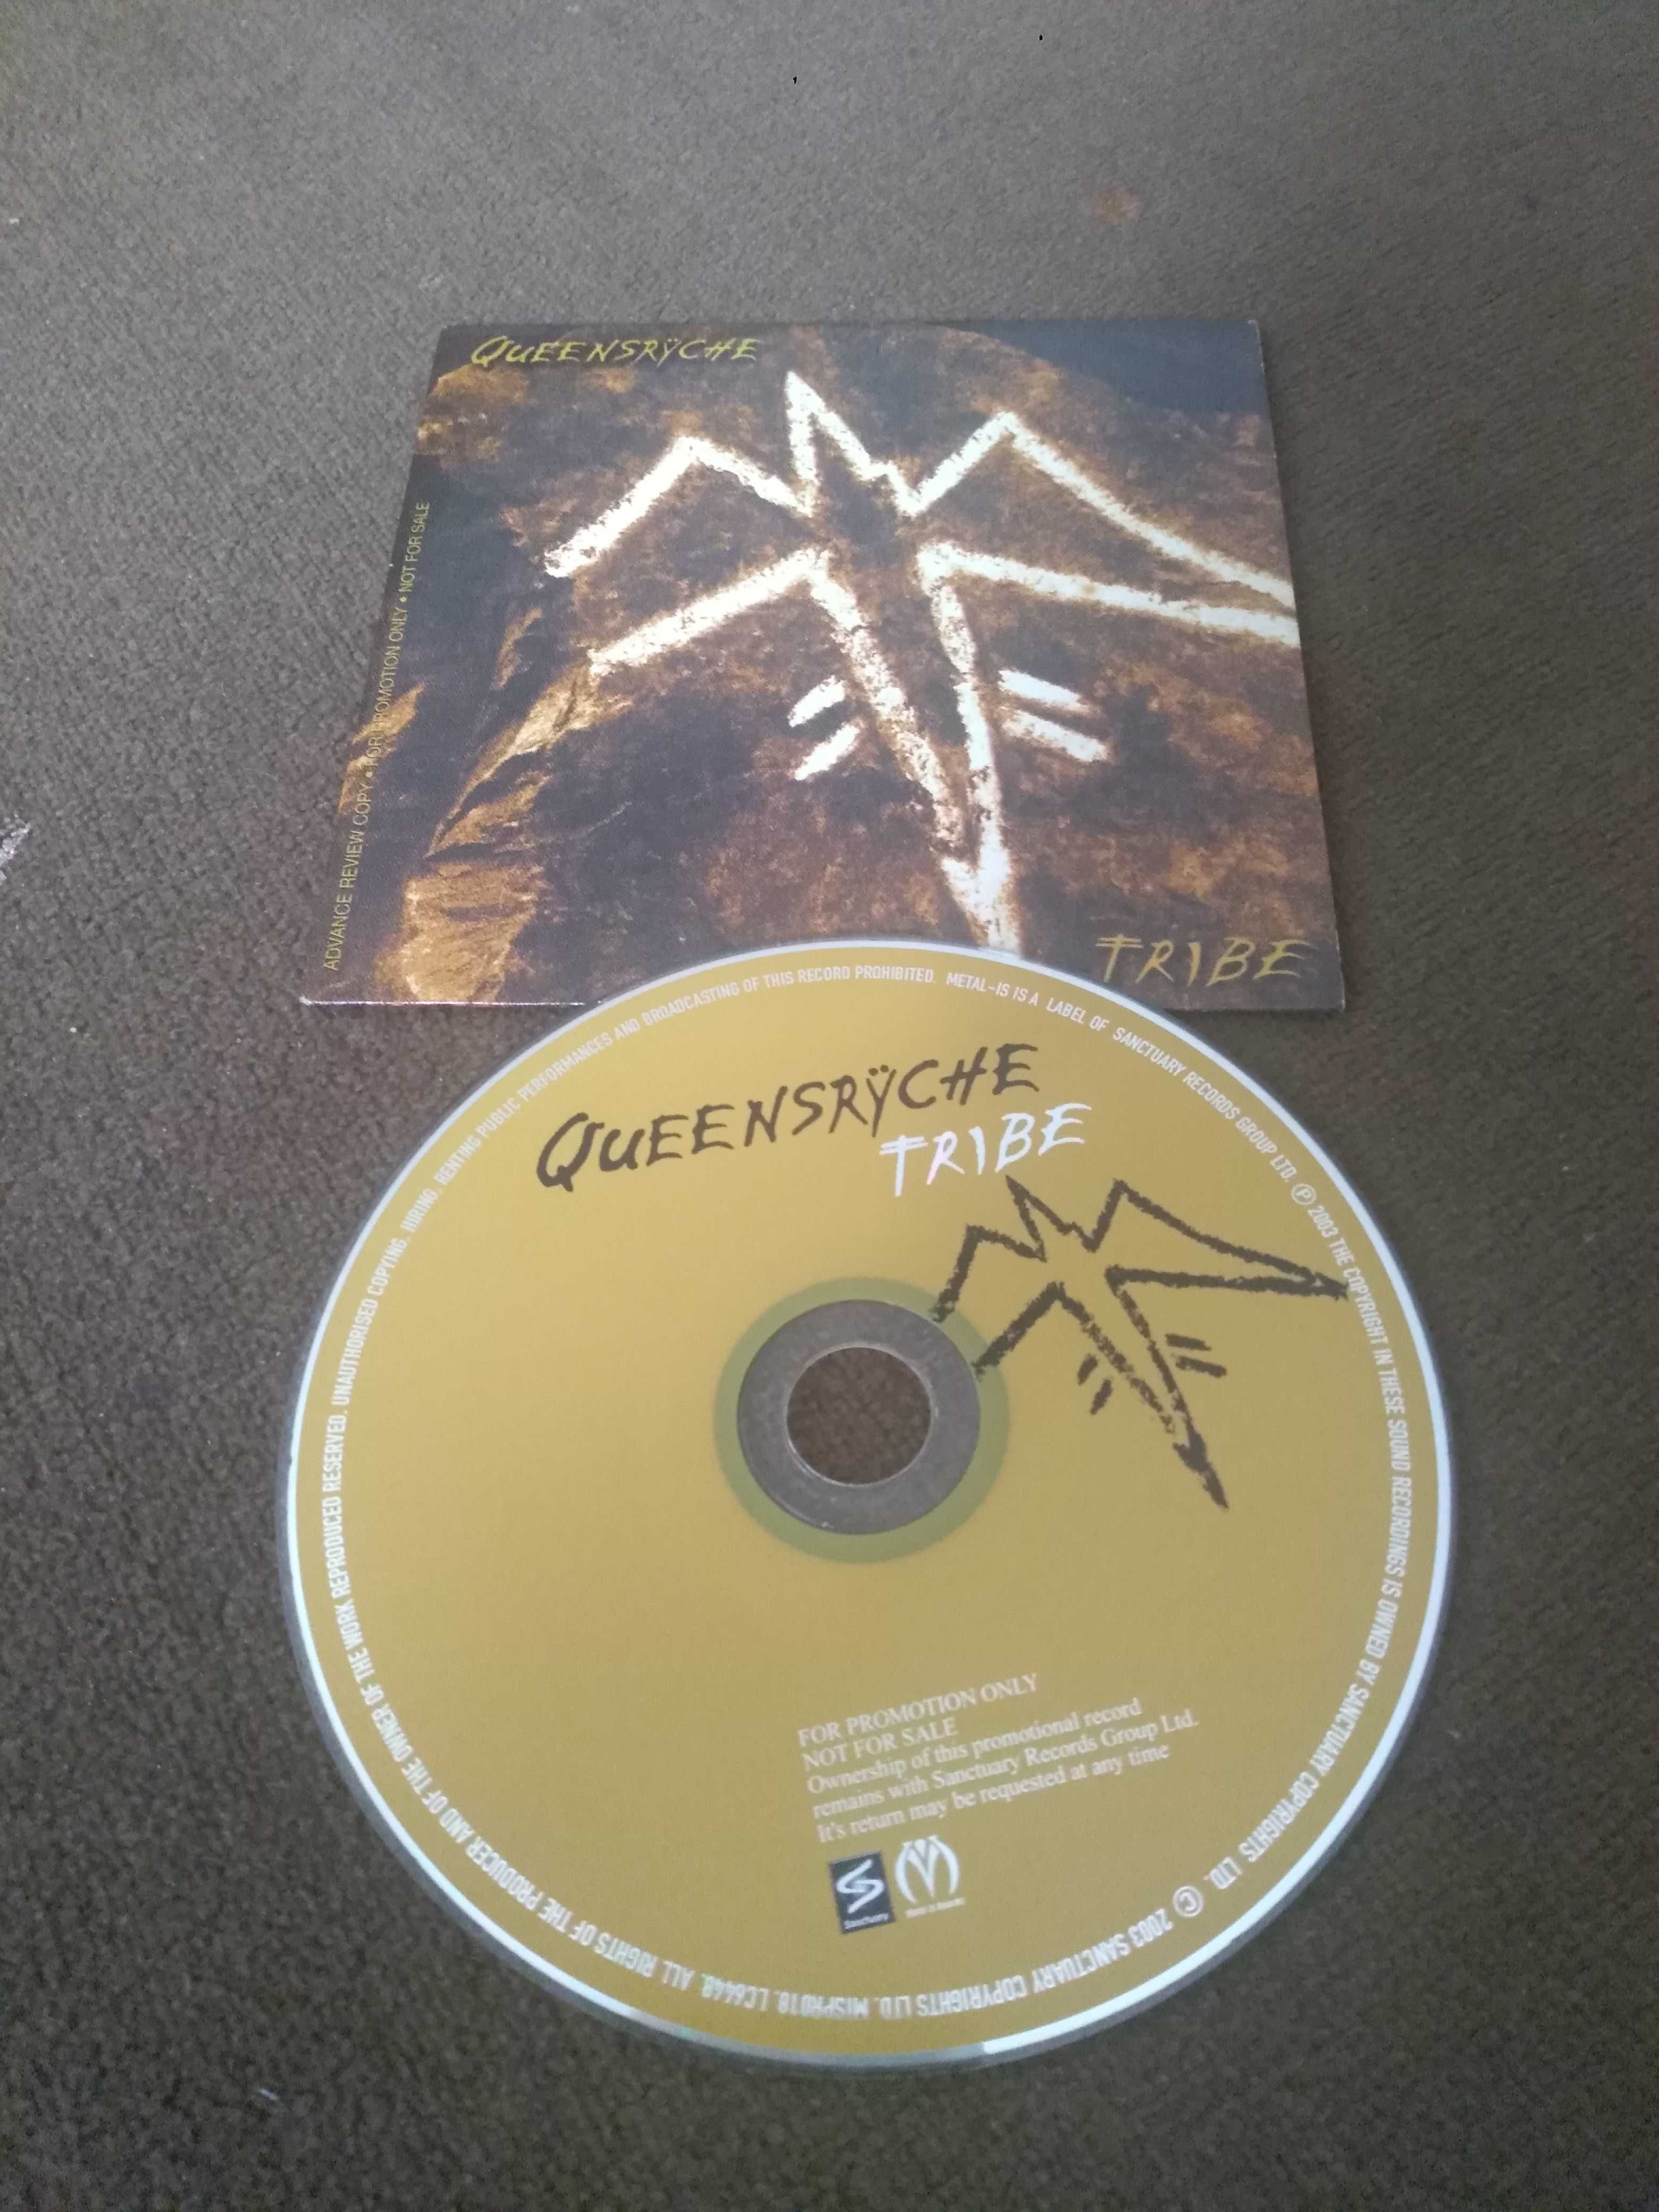 QUEENSRŸCHE
ADVANCE REVIEW COPY • FOR PROMOTION ONLY • NOT FOR SALE
TRIBE
QUEENSRŸCHE
TRIBE
FOR PROMOTION ONLY
NOT FOR SALE
Ownership of this promotional record
remains with Sanctuary Records Group Ltd.
It's return may be requested at any time
Sanctuary
ALL RIGHTS OF THE PRODUCER AND OF THE OWNER OF THE WORK REPRODUCED RESERVED. UNAUTHORISED COPYING, HIRING, RENTING PUBLIC PERFORMANCES AND BROADCASTING OF THIS RECORD PROHIBITED. METAL-IS IS A LABEL OF SANCTUARY RECORDS GROUP LTD. Ⓟ 2003 THE COPYRIGHT IN THESE SOUND RECORDINGS IS OWNED BY SANCTUARY COPYRIGHTS LTD. © 2003 SANCTUARY COPYRIGHTS LTD. MISPR018. LC6448.